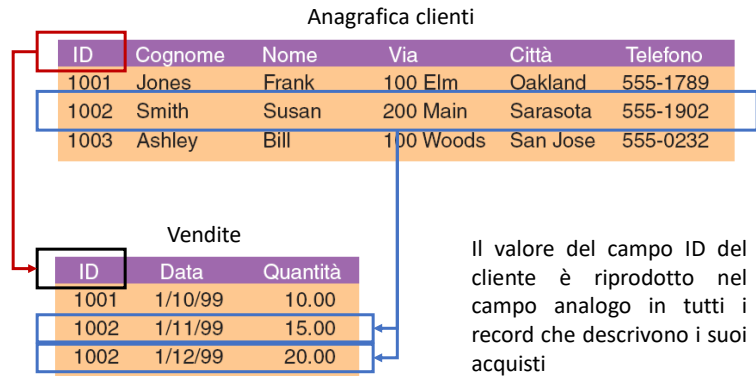 Anagrafica clienti
ID Cognome Nome Via Città Telefono
1001 Jones Frank 100 Elm Oakland 555-1789
1002 Smith Susan 200 Main Sarasota 555-1902
1003 Ashley Bill 100 Woods San Jose 555-0232
Vendite
ID Data Quantità
1001 1/10/99 10.00
1002 1/11/99 15.00
1002 1/12/99 20.00
Il valore del campo ID del
cliente è riprodotto nel
campo analogo in tutti i
record che descrivono i suoi
acquisti